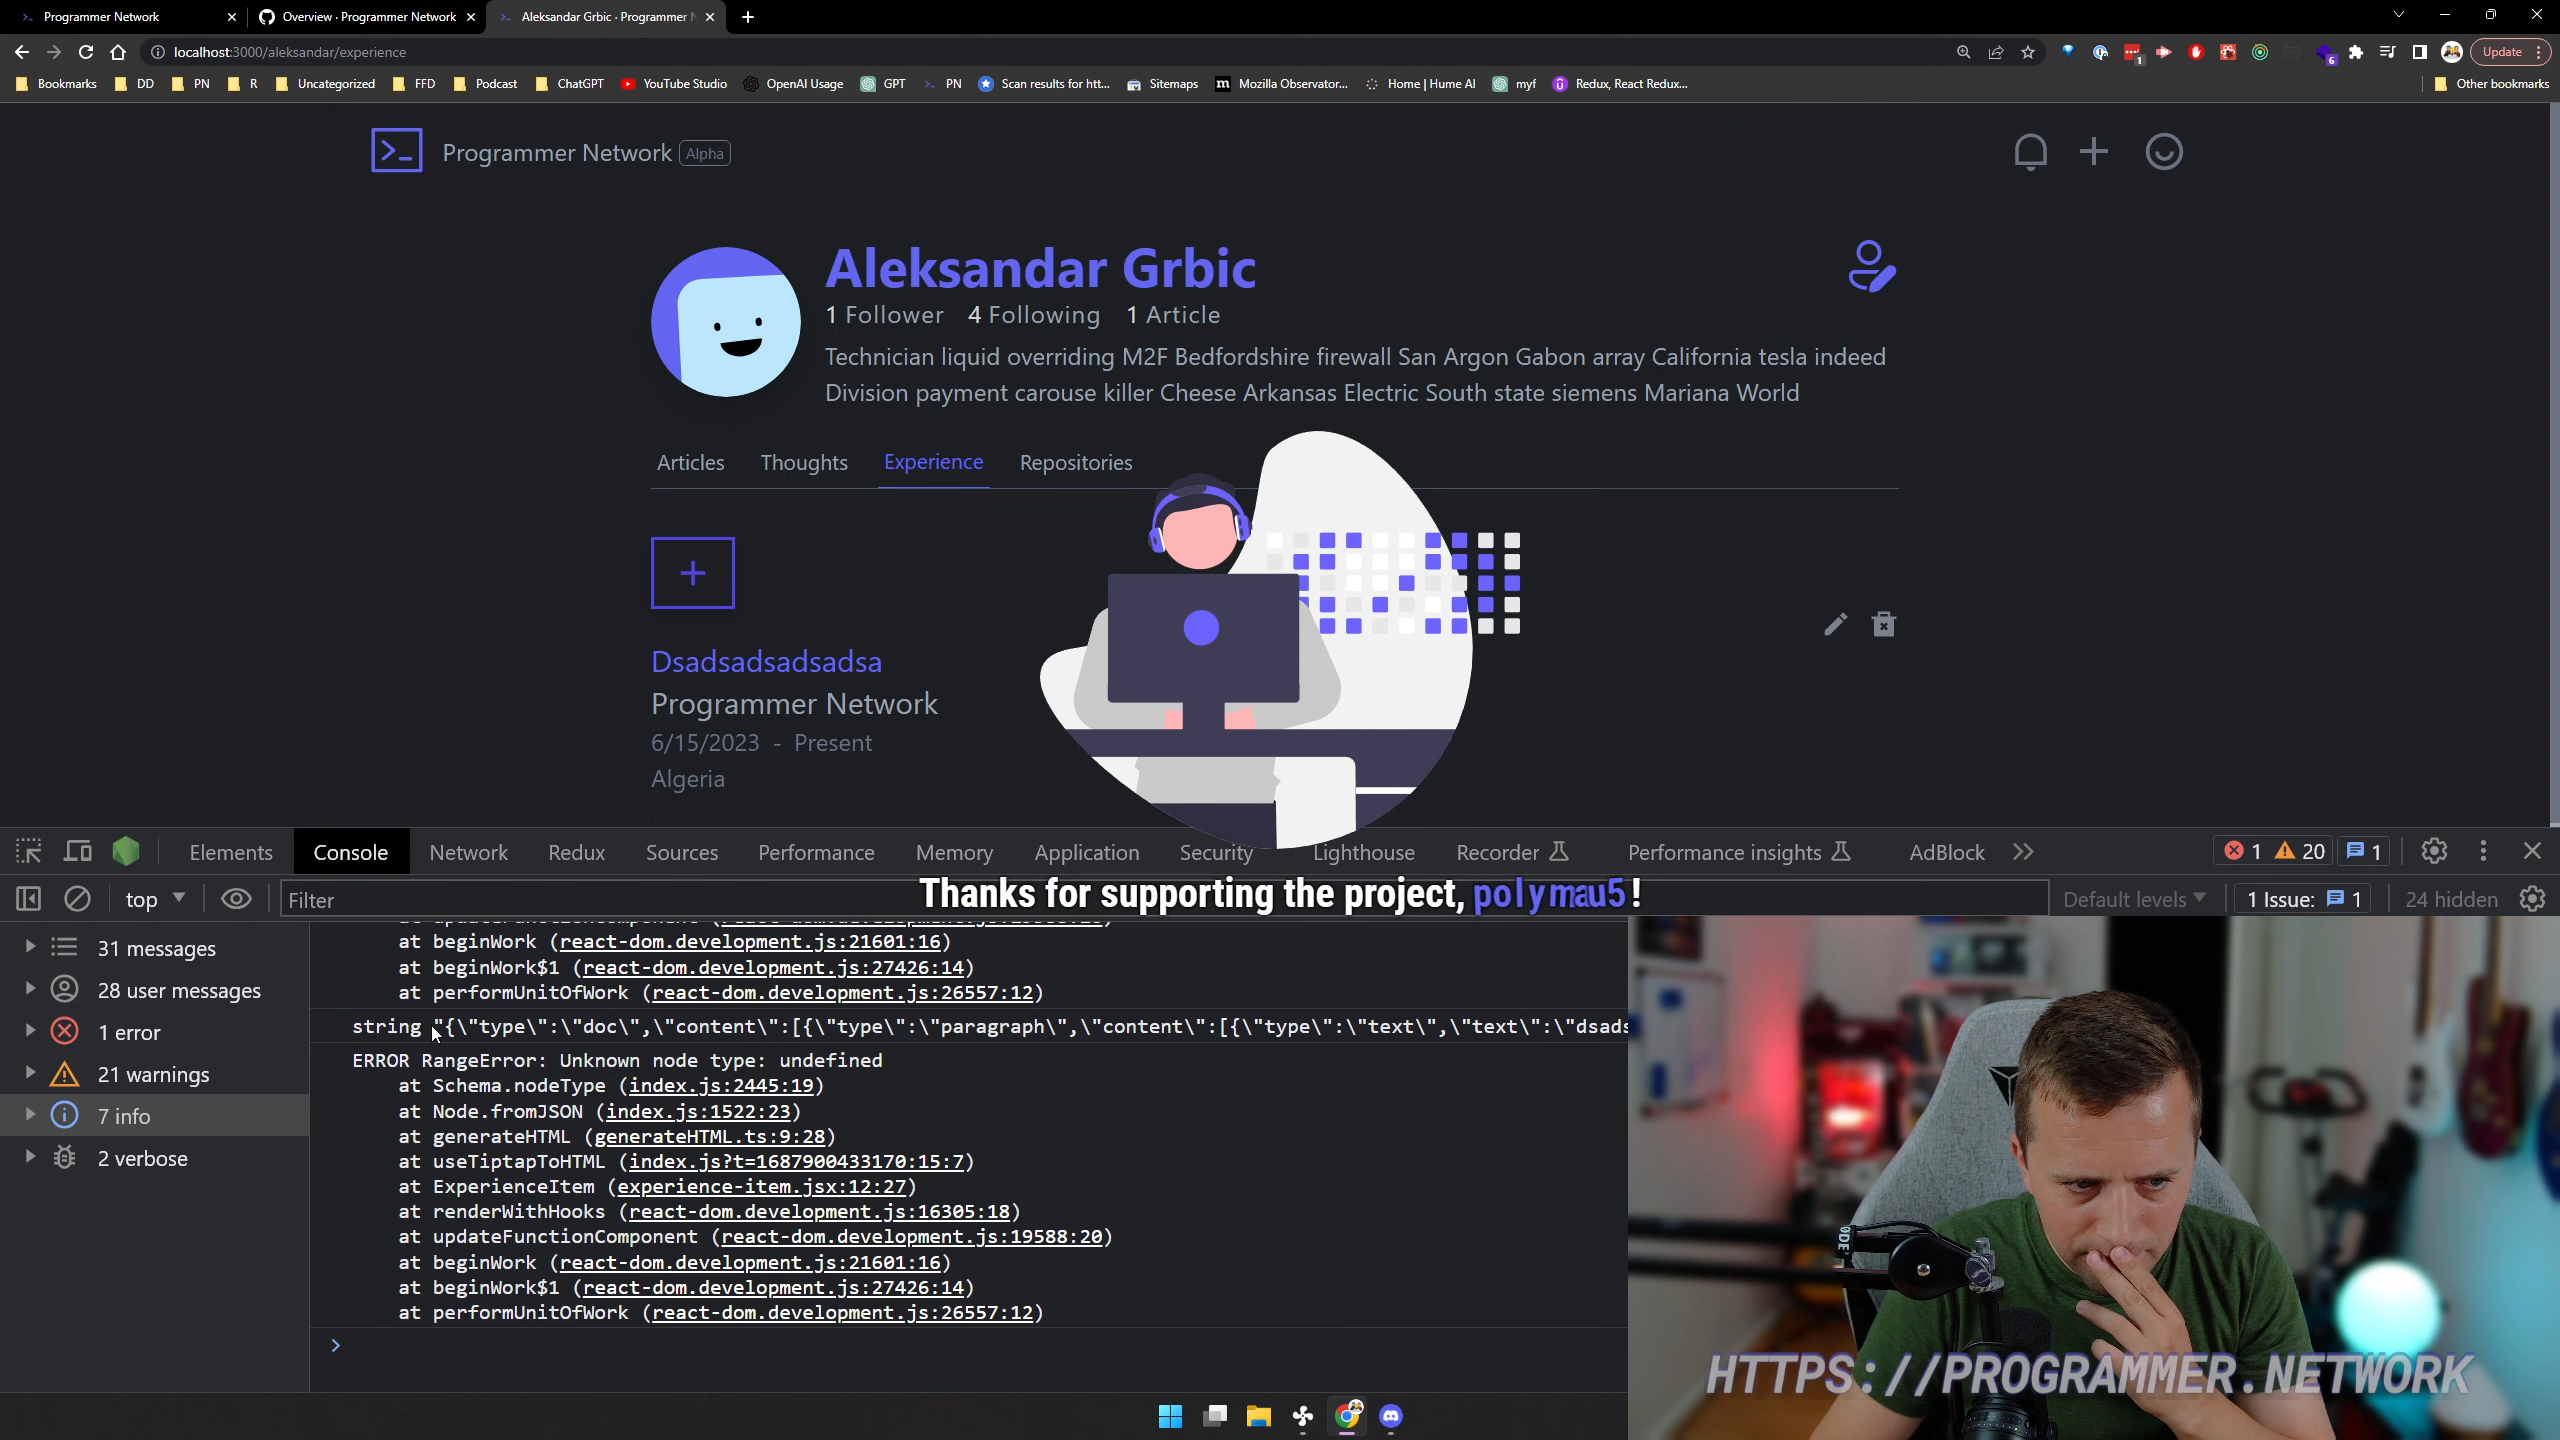 Programmer Network
Overview · Programmer Network
Aleksandar Grbic · Programmer N
localhost:3000/aleksandar/experience
Update
Bookmarks
DD
PN
R
Uncategorized
FFD
Podcast
ChatGPT
YouTube Studio
OpenAI Usage
GPT
PN
Scan results for htt...
Sitemaps
Mozilla Observator...
Home | Hume AI
myf
Redux, React Redux...
Other bookmarks
Programmer Network Alpha
Aleksandar Grbic
1 Follower 4 Following 1 Article
Technician liquid overriding M2F Bedfordshire firewall San Argon Gabon array California tesla indeed
Division payment carouse killer Cheese Arkansas Electric South state siemens Mariana World
Articles Thoughts Experience Repositories
Dsadsadsadsadsa
Programmer Network
6/15/2023 - Present
Algeria
Elements Console Network Redux Sources Performance Memory Application Security Lighthouse Recorder Performance insights AdBlock
1 20 1
top
Filter
Default levels
1 Issue: 1
24 hidden
Thanks for supporting the project, polymau5!
31 messages
28 user messages
1 error
21 warnings
7 info
2 verbose
at beginWork (react-dom.development.js:21601:16)
at beginWork$1 (react-dom.development.js:27426:14)
at performUnitOfWork (react-dom.development.js:26557:12)
string "{\"type\":\"doc\",\"content\":[{\"type\":\"paragraph\",\"content\":[{\"type\":\"text\",\"text\":\"dsads
ERROR RangeError: Unknown node type: undefined
at Schema.nodeType (index.js:2445:19)
at Node.fromJSON (index.js:1522:23)
at generateHTML (generateHTML.ts:9:28)
at useTiptapToHTML (index.js?t=1687900433170:15:7)
at ExperienceItem (experience-item.jsx:12:27)
at renderWithHooks (react-dom.development.js:16305:18)
at updateFunctionComponent (react-dom.development.js:19588:20)
at beginWork (react-dom.development.js:21601:16)
at beginWork$1 (react-dom.development.js:27426:14)
at performUnitOfWork (react-dom.development.js:26557:12)
HTTPS://PROGRAMMER.NETWORK